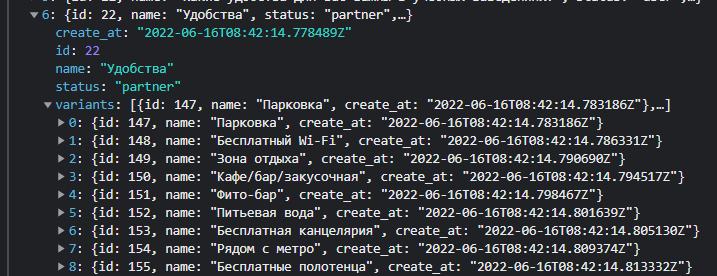 6: {id: 22, name: "Удобства", status: "partner",…}
create_at: "2022-06-16T08:42:14.778489Z"
id: 22
name: "Удобства"
status: "partner"
variants: [{id: 147, name: "Парковка", create_at: "2022-06-16T08:42:14.783186Z"},…]
0: {id: 147, name: "Парковка", create_at: "2022-06-16T08:42:14.783186Z"}
1: {id: 148, name: "Бесплатный Wi-Fi", create_at: "2022-06-16T08:42:14.786331Z"}
2: {id: 149, name: "Зона отдыха", create_at: "2022-06-16T08:42:14.790690Z"}
3: {id: 150, name: "Кафе/бар/закусочная", create_at: "2022-06-16T08:42:14.794517Z"}
4: {id: 151, name: "Фито-бар", create_at: "2022-06-16T08:42:14.798467Z"}
5: {id: 152, name: "Питьевая вода", create_at: "2022-06-16T08:42:14.801639Z"}
6: {id: 153, name: "Бесплатная канцелярия", create_at: "2022-06-16T08:42:14.805130Z"}
7: {id: 154, name: "Рядом с метро", create_at: "2022-06-16T08:42:14.809374Z"}
8: {id: 155, name: "Бесплатные полотенца", create_at: "2022-06-16T08:42:14.813332Z"}